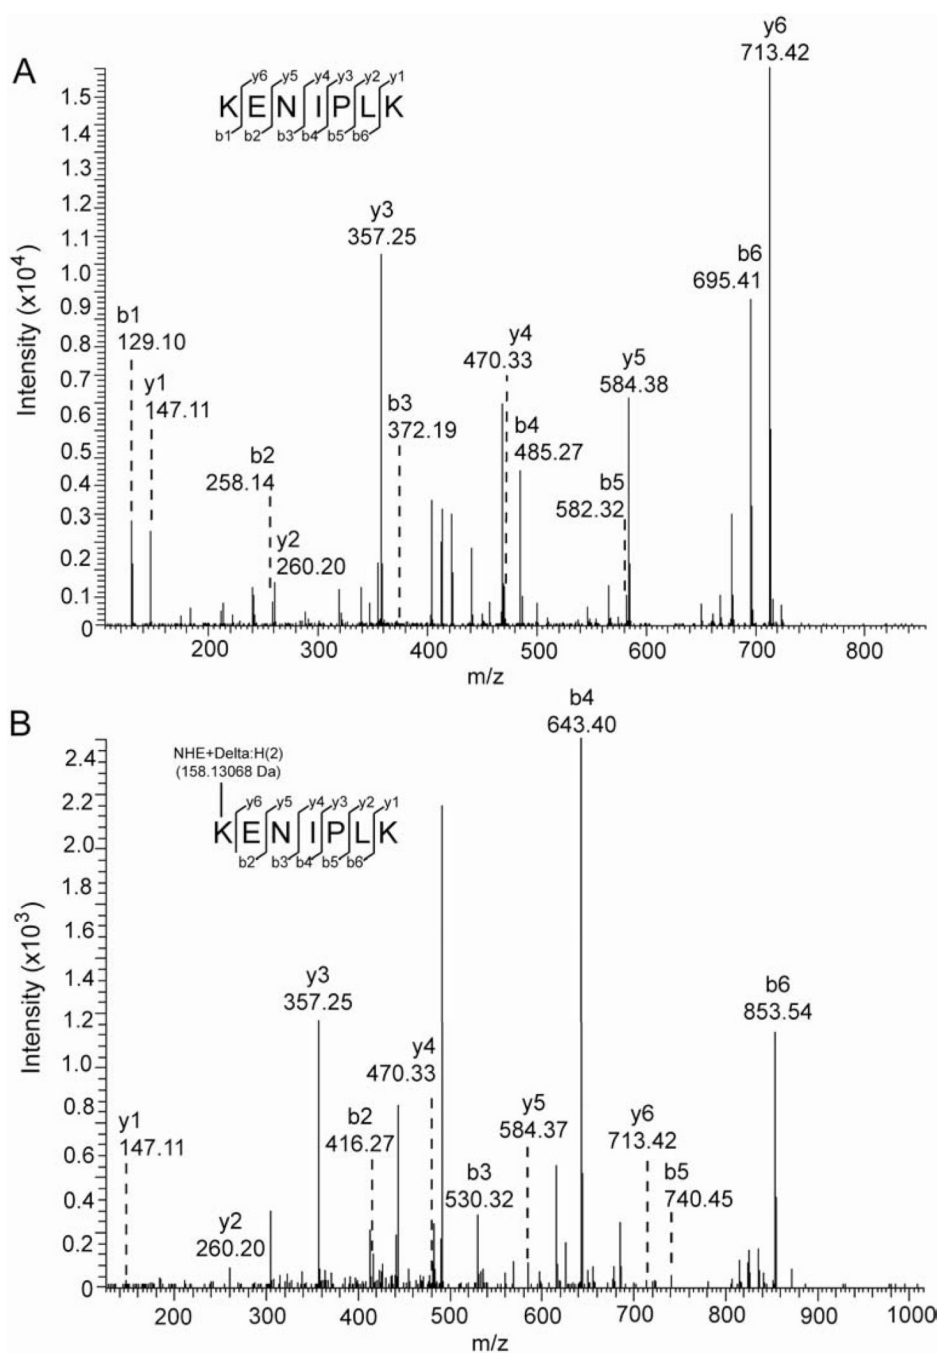 A
y6
713.42
y6 y5 y4 y3 y2 y1
KENIPLK
b1 b2 b3 b4 b5 b6
1.5
1.4
1.3
1.2
1.1
1.0
0.9
0.8
0.7
0.6
0.5
0.4
0.3
0.2
0.1
0
Intensity (x10⁴)
b1
129.10
y1
147.11
b2
258.14
y2
260.20
y3
357.25
b3
372.19
y4
470.33
b4
485.27
b5
582.32
y5
584.38
b6
695.41
200 300 400 500 600 700 800
m/z
B
NHE+Delta:H(2)
(158.13068 Da)
y6 y5 y4 y3 y2 y1
KENIPLK
b2 b3 b4 b5 b6
2.4
2.2
2.0
1.8
1.6
1.4
1.2
1.0
0.8
0.6
0.4
0.2
0
Intensity (x10³)
y1
147.11
y2
260.20
y3
357.25
b2
416.27
y4
470.33
b3
530.32
y5
584.37
b4
643.40
y6
713.42
b5
740.45
b6
853.54
200 300 400 500 600 700 800 900 1000
m/z